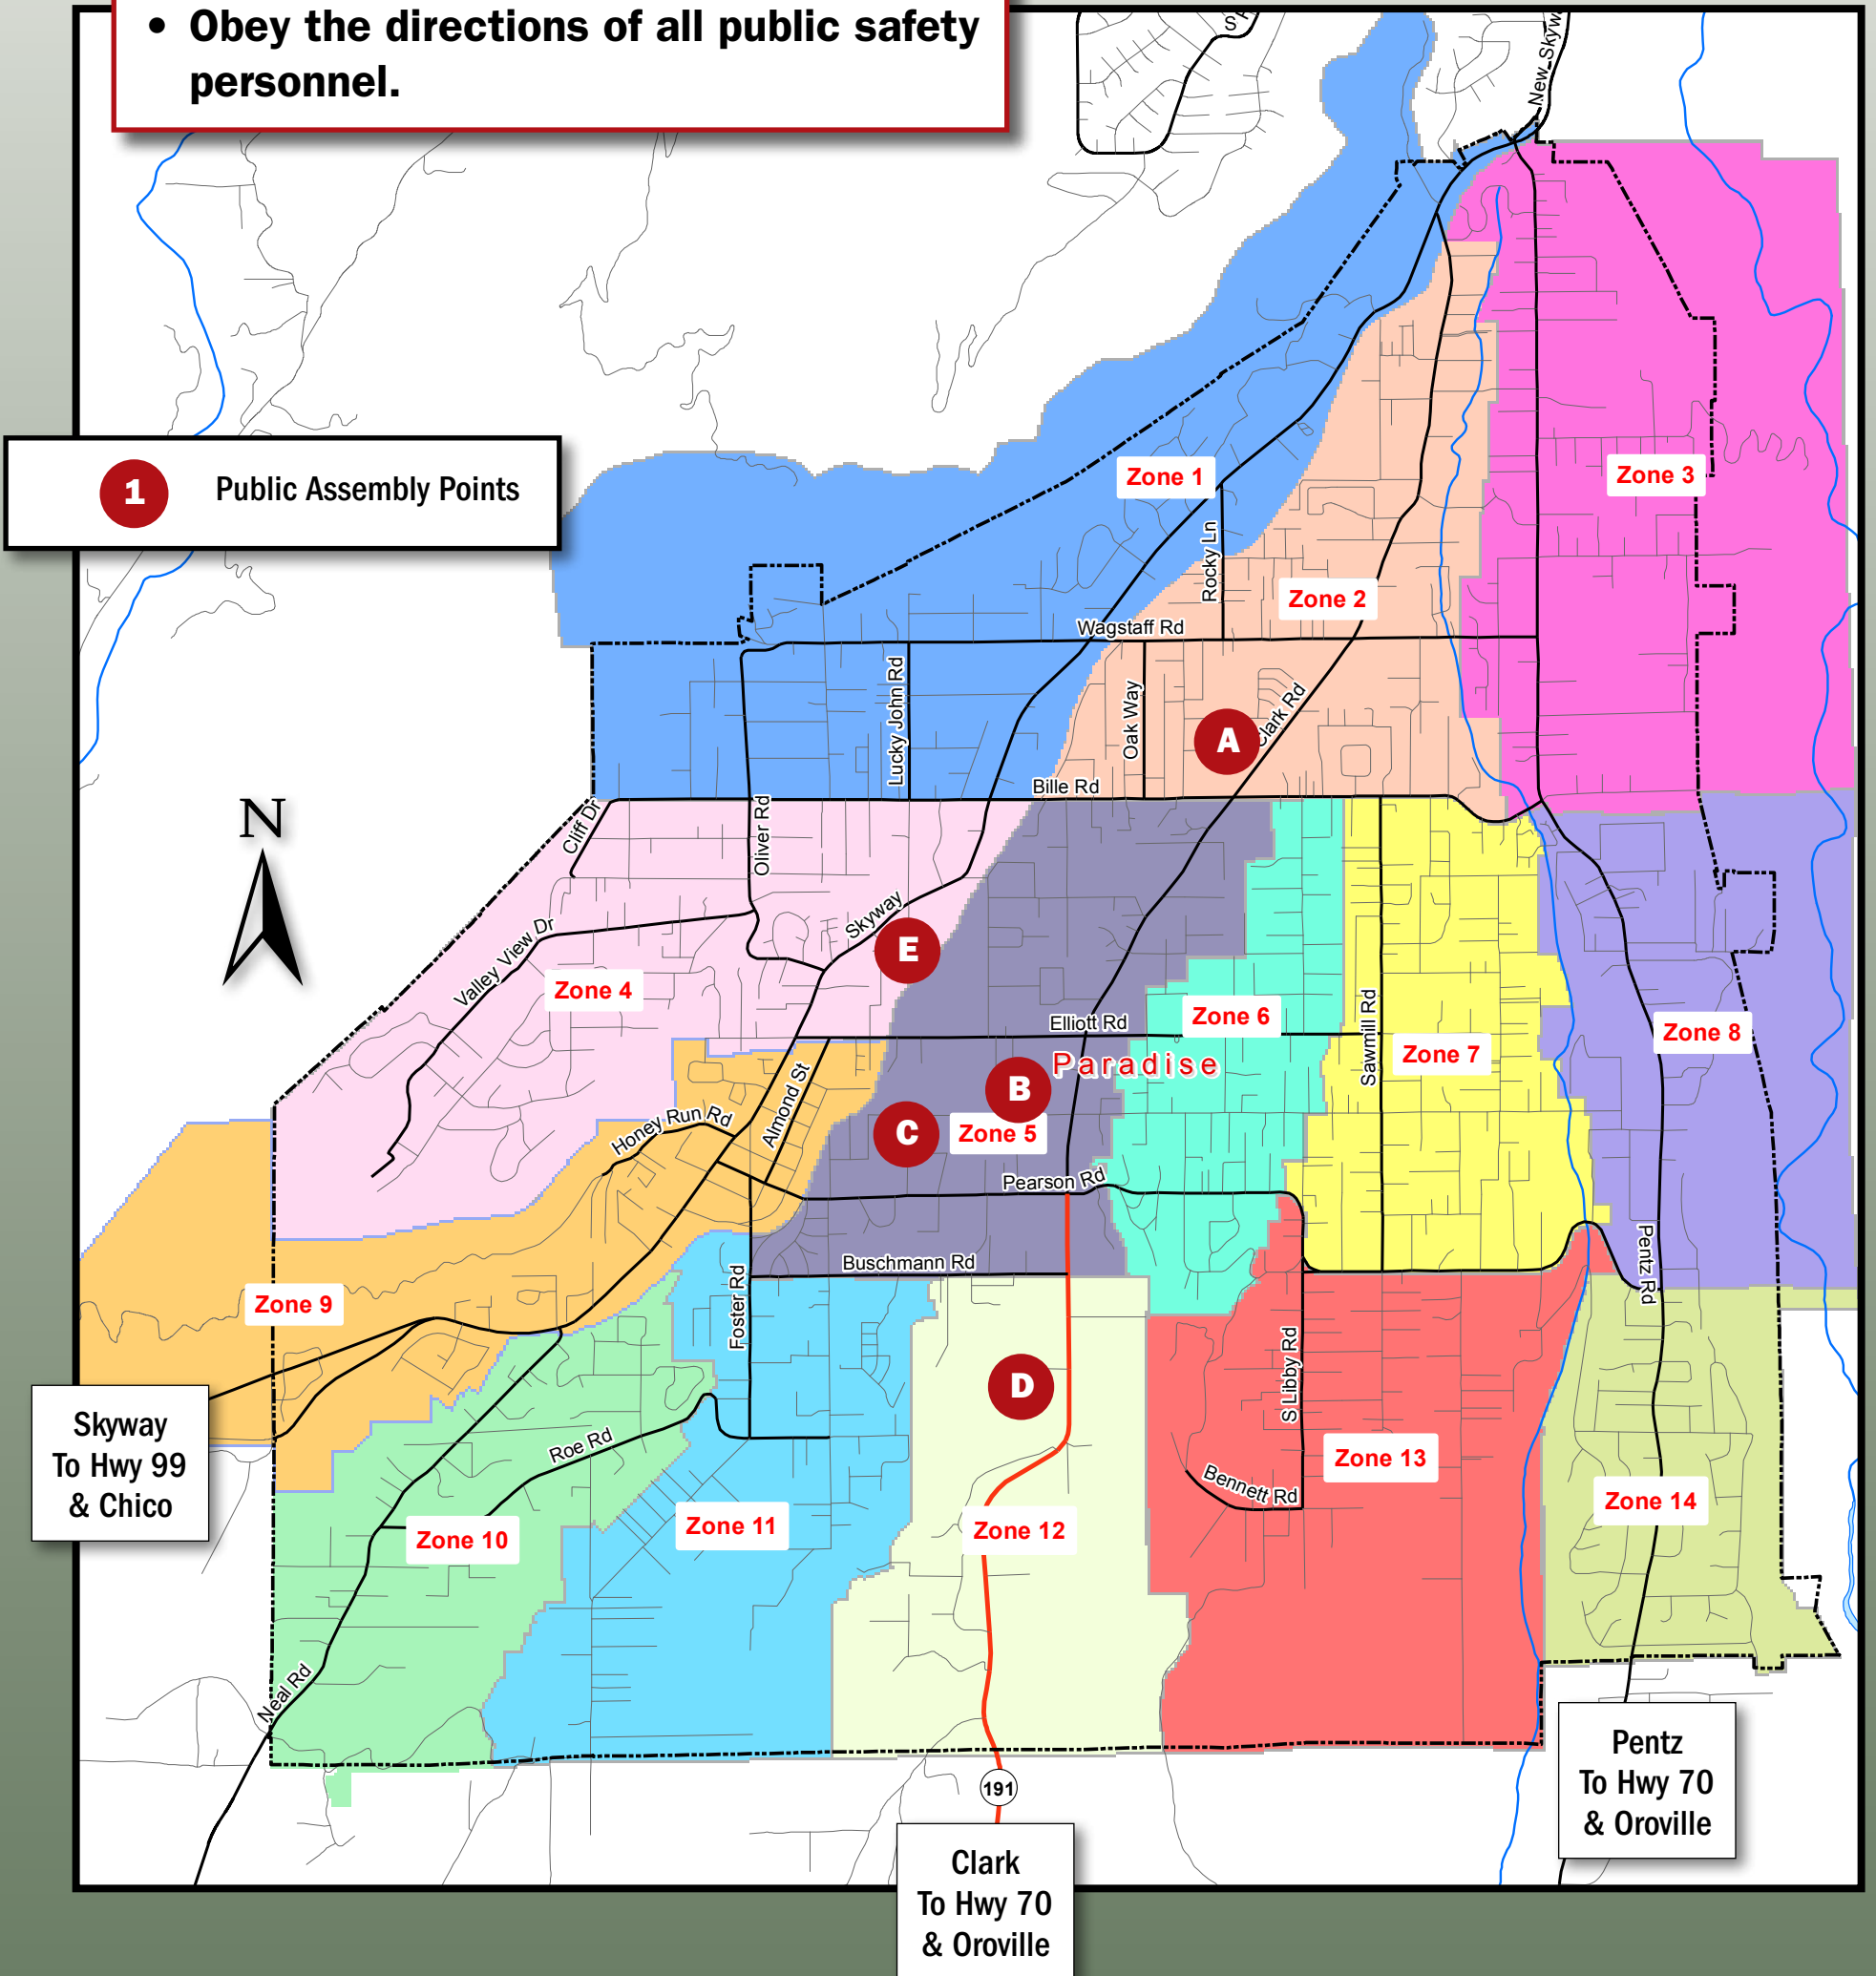 • Obey the directions of all public safety
personnel.
New Skyw
1
Public Assembly Points
Zone 1
Zone 3
Rocky Ln
Zone 2
Wagstaff Rd
Lucky John Rd
Oak Way
A
Clark Rd
Bille Rd
N
Cliff Dr
Oliver Rd
Skyway
E
Valley View Dr
Zone 4
Elliott Rd
Zone 6
Sawmill Rd
Zone 7
Zone 8
Paradise
B
Almond St
Honey Run Rd
C
Zone 5
Pearson Rd
Buschmann Rd
Pentz Rd
Zone 9
Foster Rd
S Libby Rd
D
Skyway
To Hwy 99
& Chico
Roe Rd
Zone 13
Bennett Rd
Zone 14
Zone 10
Zone 11
Zone 12
Neal Rd
191
Pentz
To Hwy 70
& Oroville
Clark
To Hwy 70
& Oroville